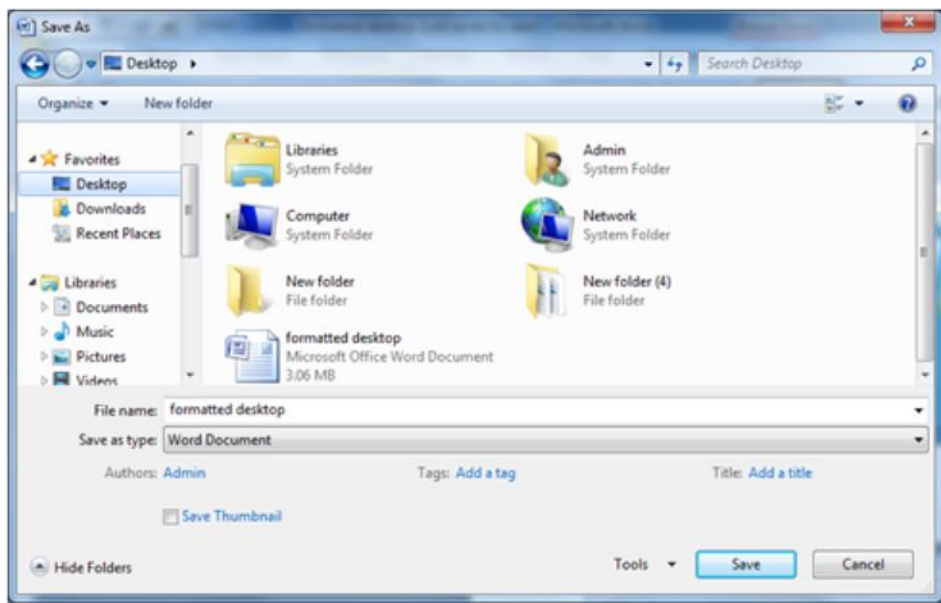 Save As
Desktop
Search Desktop
Organize New folder
Favorites
Desktop
Downloads
Recent Places
Libraries
Documents
Music
Pictures
Videos
Libraries
System Folder
Admin
System Folder
Computer
System Folder
Network
System Folder
New folder
File folder
New folder (4)
File folder
formatted desktop
Microsoft Office Word Document
3.06 MB
File name: formatted desktop
Save as type: Word Document
Authors: Admin Tags: Add a tag Title: Add a title
Save Thumbnail
Hide Folders Tools Save Cancel